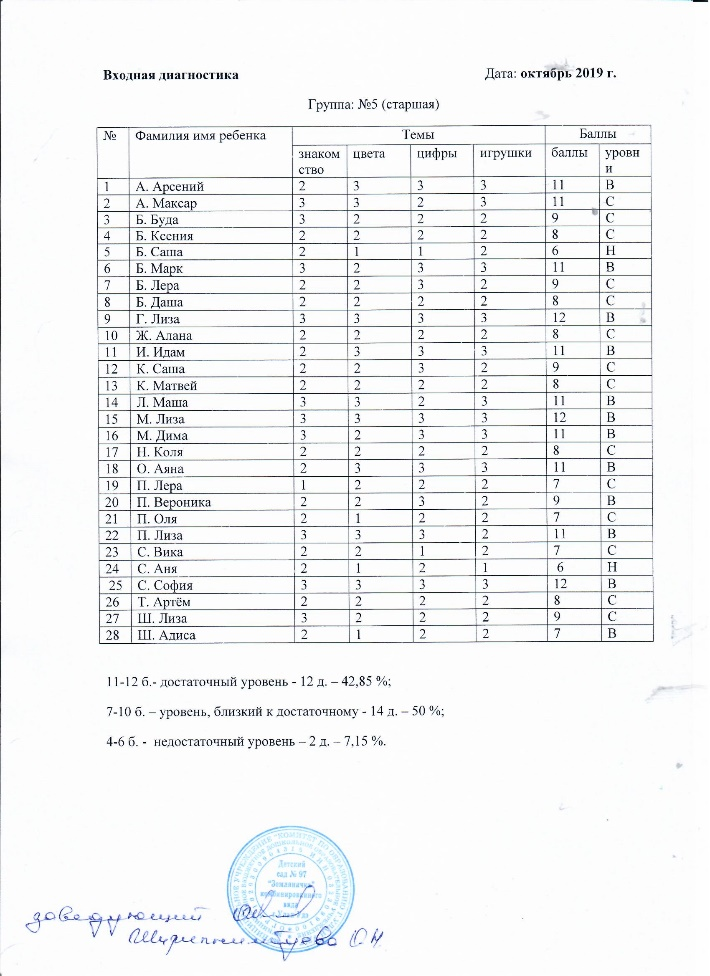 Входная диагностика Дата: октябрь 2019 г.
Группа: №5 (старшая)
№ Фамилия имя ребенка Темы Баллы
знаком цвета цифры игрушки баллы уровн
ство и
1 А. Арсений 2 3 3 3 11 В
2 А. Максар 3 3 2 3 11 С
3 Б. Буда 3 2 2 2 9 С
4 Б. Ксения 2 2 2 2 8 С
5 Б. Саша 2 1 1 2 6 Н
6 Б. Марк 3 2 3 3 11 В
7 Б. Лера 2 2 3 2 9 С
8 Б. Даша 2 2 2 2 8 С
9 Г. Лиза 3 3 3 3 12 В
10 Ж. Алана 2 2 2 2 8 С
11 И. Идам 2 3 3 3 11 В
12 К. Саша 2 2 3 2 9 С
13 К. Матвей 2 2 2 2 8 С
14 Л. Маша 3 3 2 3 11 В
15 М. Лиза 3 3 3 3 12 В
16 М. Дима 3 2 3 3 11 В
17 Н. Коля 2 2 2 2 8 С
18 О. Аяна 2 3 3 3 11 В
19 П. Лера 1 2 2 2 7 С
20 П. Вероника 2 2 3 2 9 В
21 П. Оля 2 1 2 2 7 С
22 П. Лиза 3 3 3 2 11 В
23 С. Вика 2 2 1 2 7 С
24 С. Аня 2 1 2 1 6 Н
25 С. София 3 3 3 3 12 В
26 Т. Артём 2 2 2 2 8 С
27 Ш. Лиза 3 2 2 2 9 С
28 Ш. Адиса 2 1 2 2 7 В
11-12 б.- достаточный уровень - 12 д. – 42,85 %;
7-10 б. – уровень, близкий к достаточному - 14 д. – 50 %;
4-6 б. - недостаточный уровень – 2 д. – 7,15 %.
Детский
сад № 97
"Земляничка"
вида
заведующий